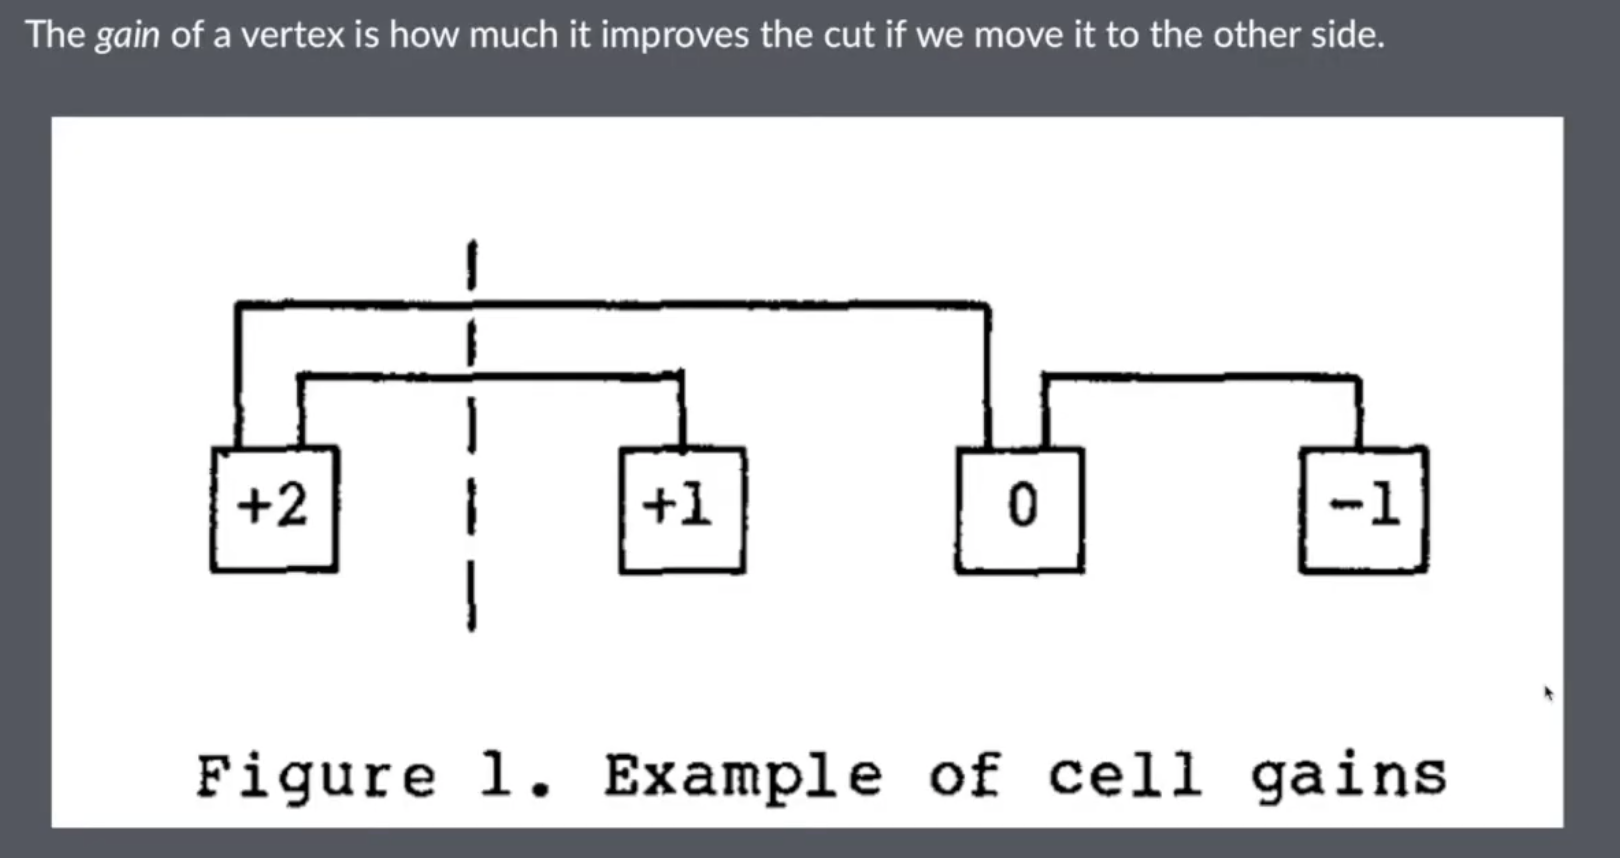 The gain of a vertex is how much it improves the cut if we move it to the other side.
+2 +1 0 -1
Figure 1. Example of cell gains